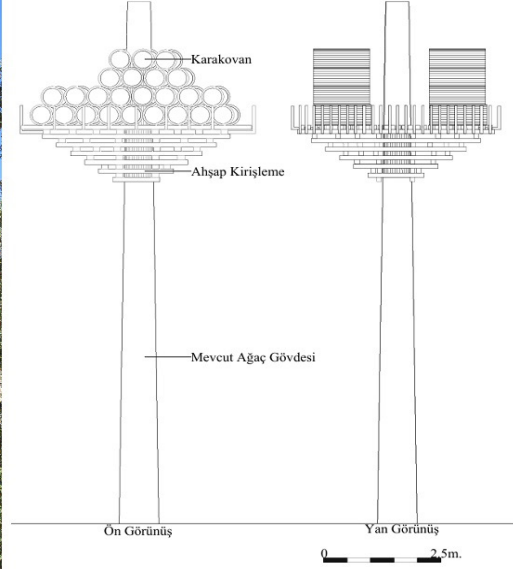 Karakovan
Ahşap Kirişleme
Mevcut Ağaç Gövdesi
Ön Görünüş
Yan Görünüş
0 2,5m.